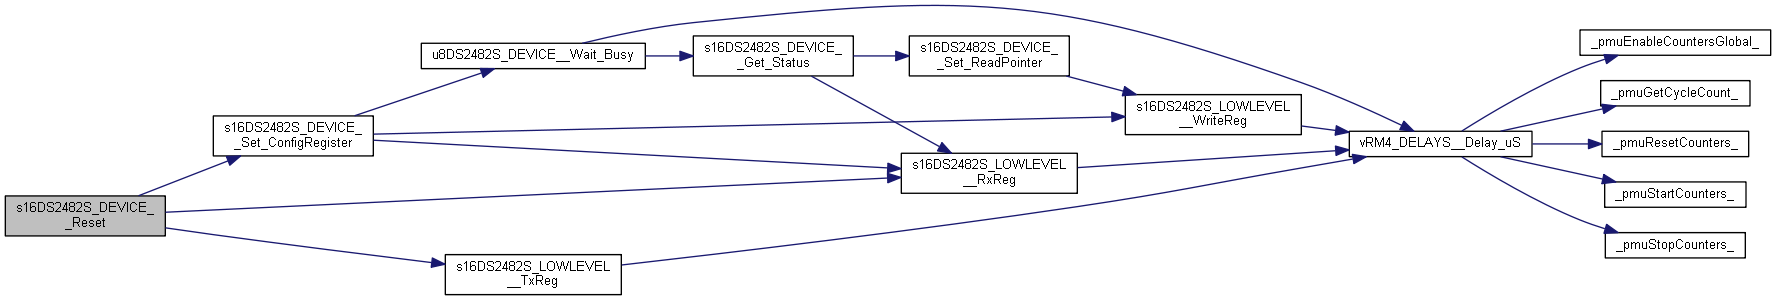 s16DS2482S_DEVICE_
_Reset
s16DS2482S_DEVICE_
_Set_ConfigRegister
u8DS2482S_DEVICE__Wait_Busy
s16DS2482S_DEVICE_
_Get_Status
s16DS2482S_DEVICE_
_Set_ReadPointer
s16DS2482S_LOWLEVEL
__WriteReg
s16DS2482S_LOWLEVEL
__RxReg
s16DS2482S_LOWLEVEL
__TxReg
vRM4_DELAYS__Delay_uS
_pmuEnableCountersGlobal_
_pmuGetCycleCount_
_pmuResetCounters_
_pmuStartCounters_
_pmuStopCounters_